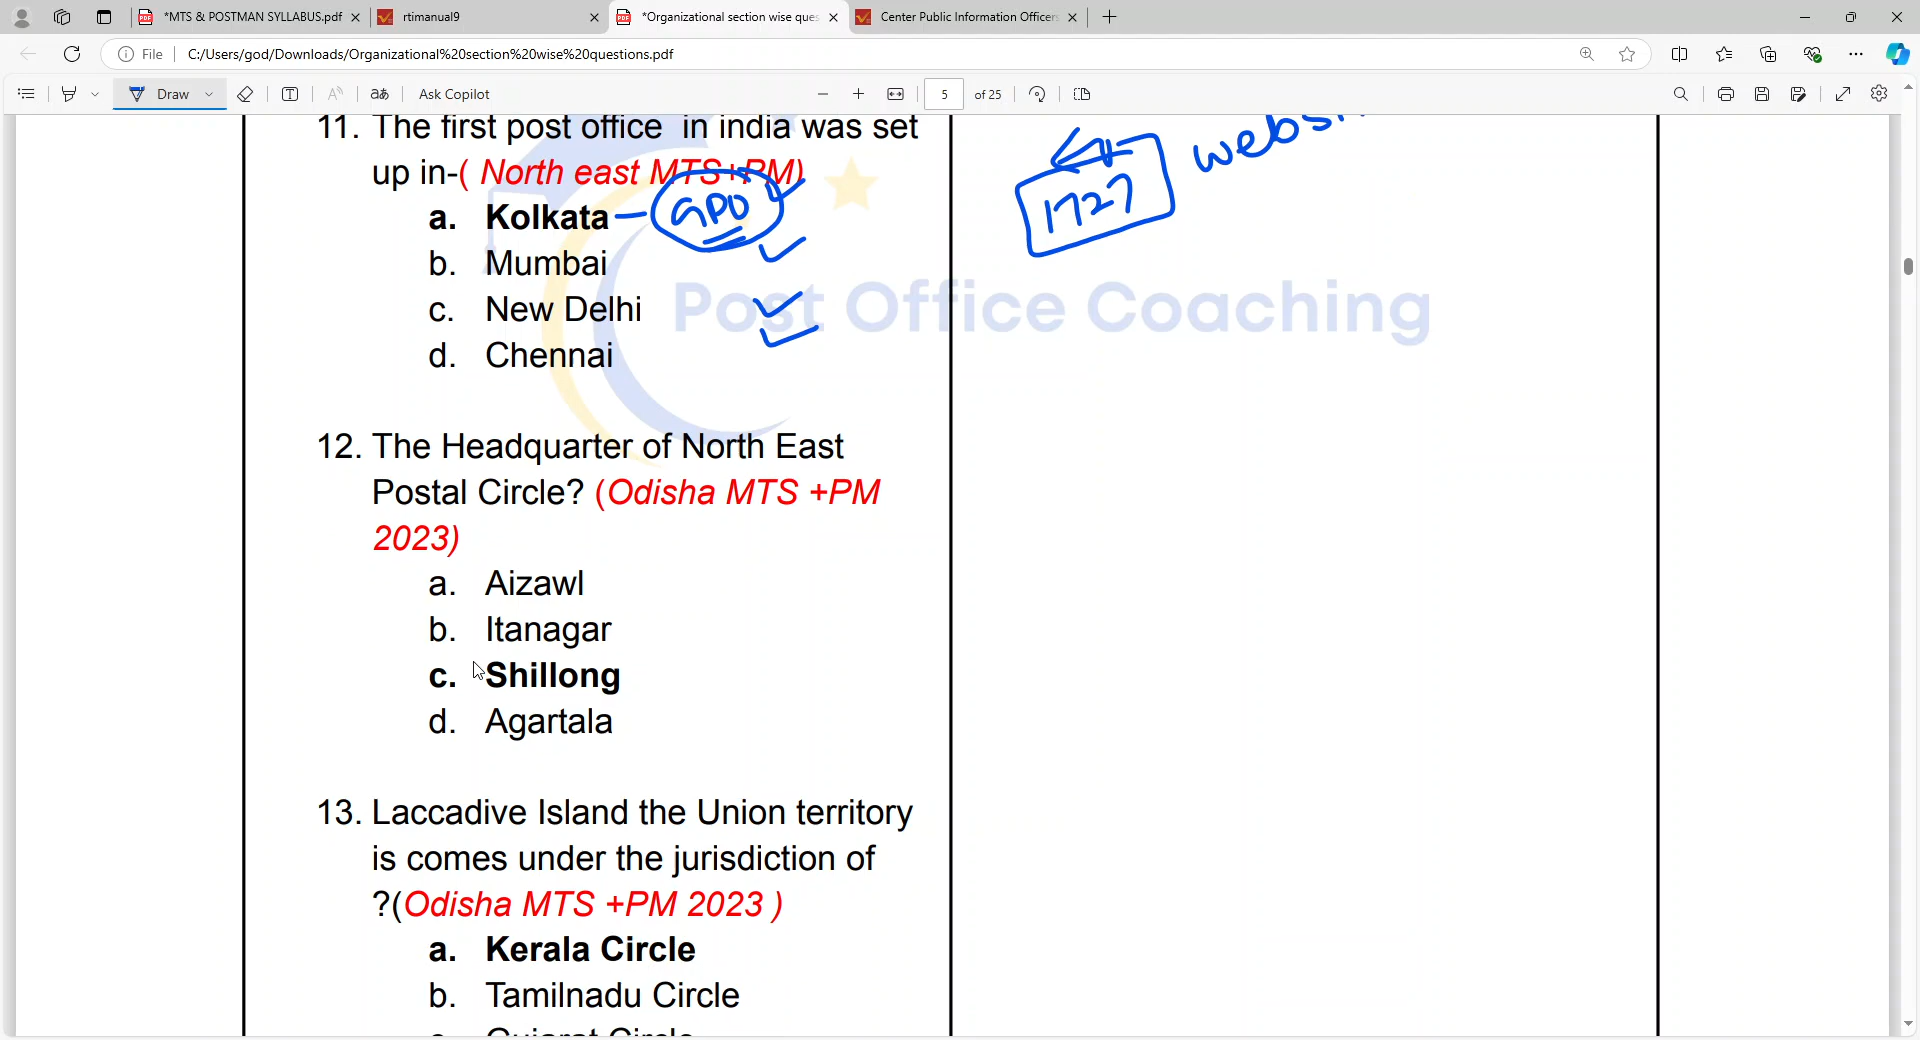 *MTS & POSTMAN SYLLABUS.pdf
rtimanual9
*Organizational section wise ques
Center Public Information Officers
File
C:/Users/god/Downloads/Organizational%20section%20wise%20questions.pdf
Draw
aあ
Ask Copilot
5
of 25
11. The first post office in india was set
up in-( North east MTS+PM)
a. Kolkata
GPO
b. Mumbai
c. New Delhi
d. Chennai
1727
Post Office Coaching
12. The Headquarter of North East
Postal Circle? (Odisha MTS +PM
2023)
a. Aizawl
b. Itanagar
c. Shillong
d. Agartala
13. Laccadive Island the Union territory
is comes under the jurisdiction of
?(Odisha MTS +PM 2023 )
a. Kerala Circle
b. Tamilnadu Circle
Gujarat Circle